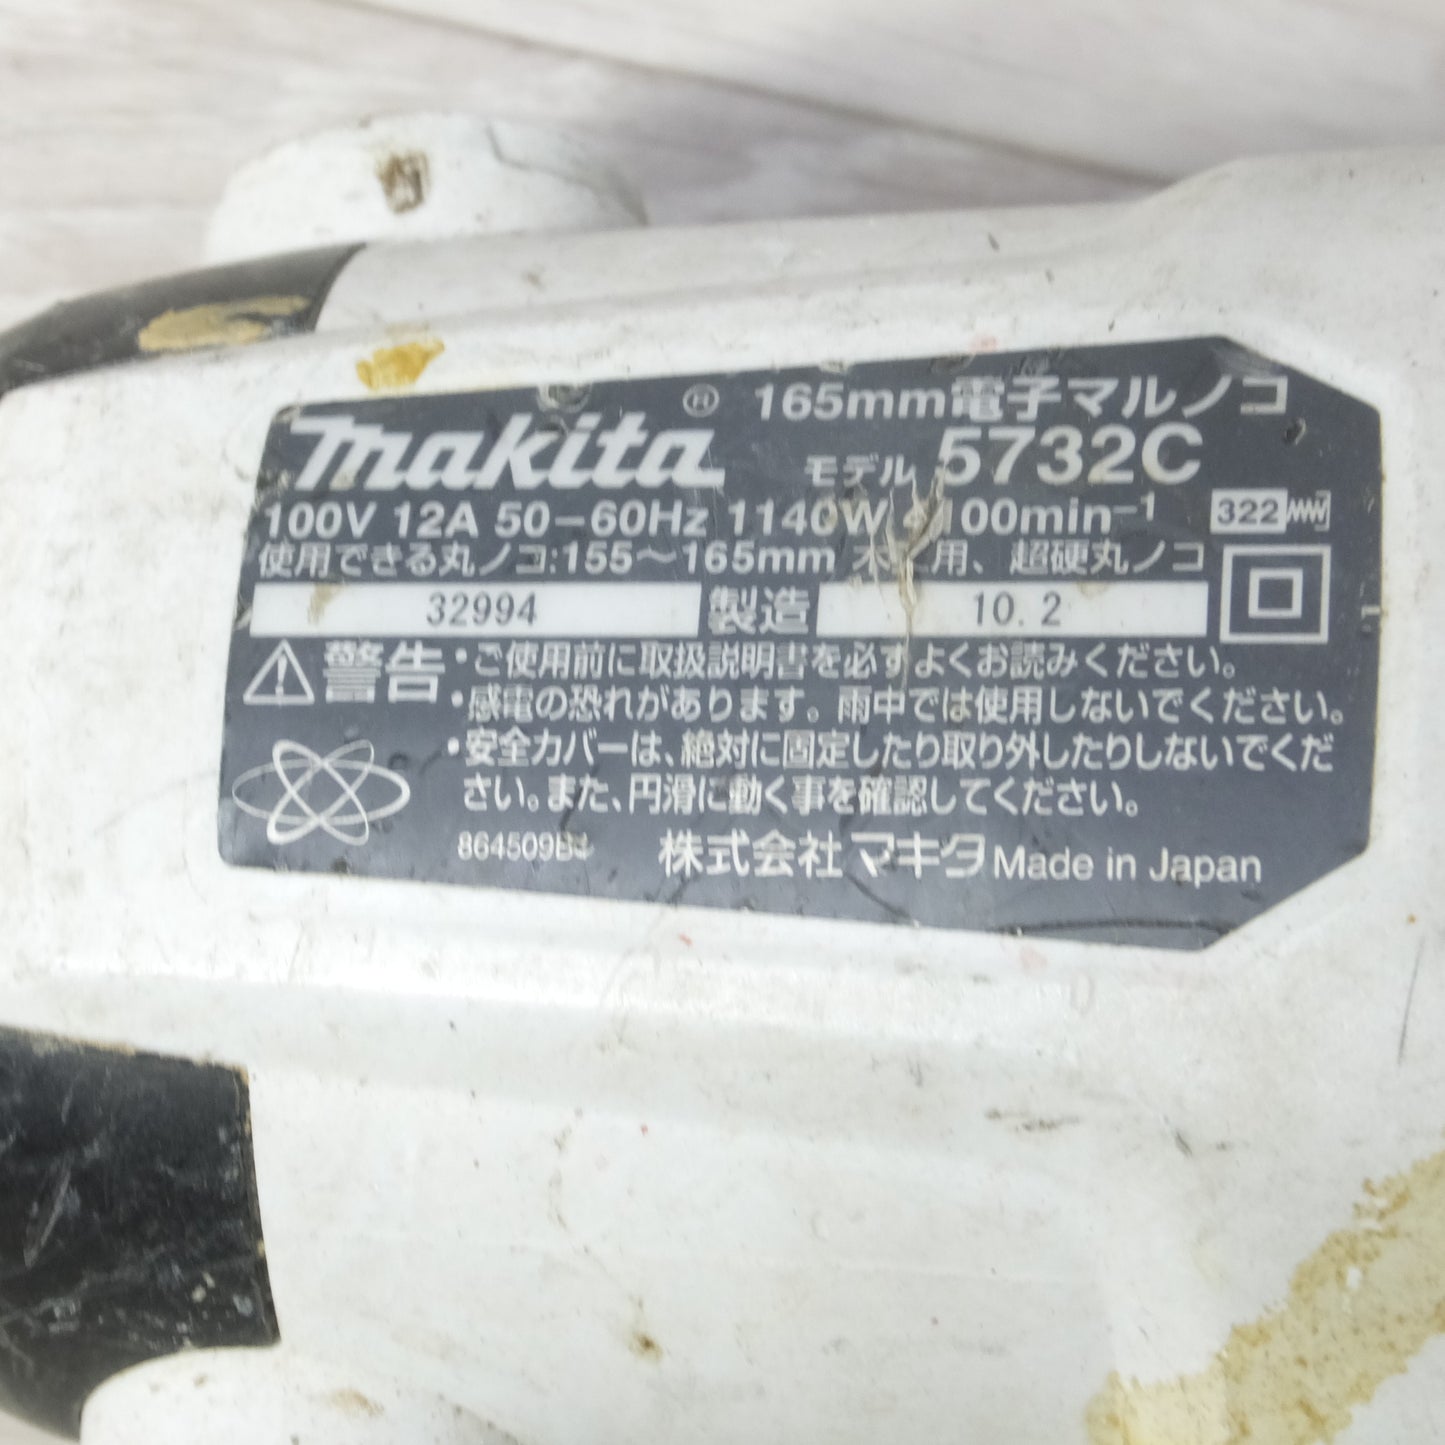 makita ® 165mm電子マルノコ
モデル 5732C
100V 12A 50-60Hz 1140W 100min⁻¹ 322
使用できる丸ノコ:155～165mm 木工用、超硬丸ノコ
32994 製造 10.2
警告 ・ご使用前に取扱説明書を必ずよくお読みください。
・感電の恐れがあります。雨中では使用しないでください。
・安全カバーは、絶対に固定したり取り外したりしないでくだ
さい。また、円滑に動く事を確認してください。
864509B 株式会社マキタ Made in Japan